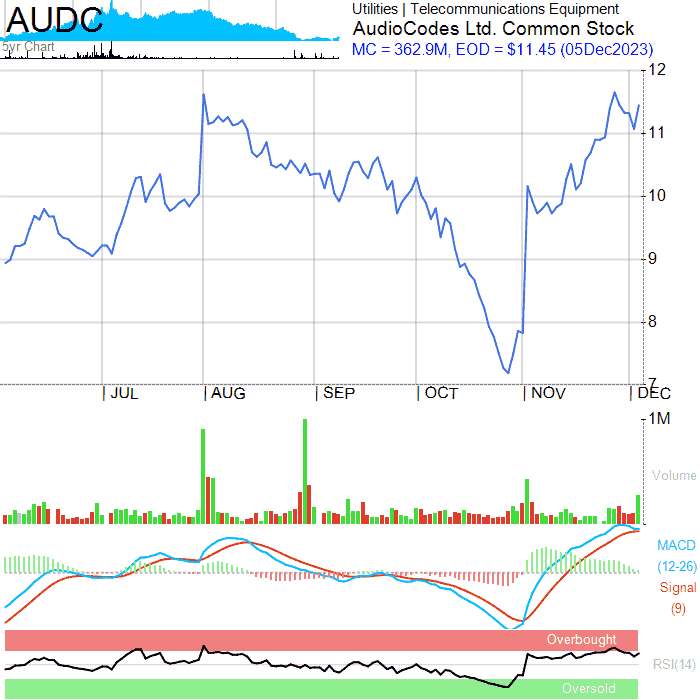 AUDC
5yr Chart
Utilities | Telecommunications Equipment
AudioCodes Ltd. Common Stock
MC = 362.9M, EOD = $11.45 (05Dec2023)
12
11
10
9
8
7
| JUL | AUG | SEP | OCT | NOV | DEC
1M
Volume
MACD
(12-26)
Signal
(9)
Overbought
RSI(14)
Oversold